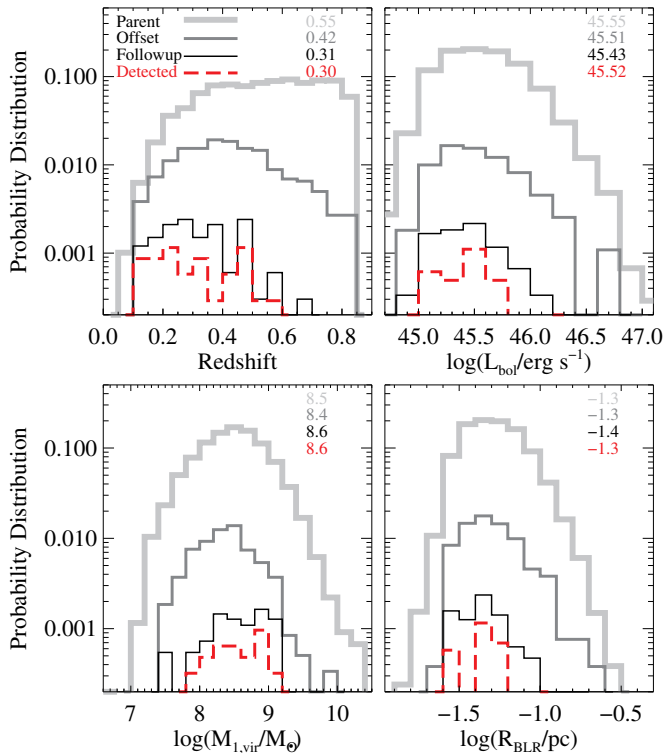 Parent 0.55
Offset 0.42
Followup 0.31
Detected 0.30
45.55
45.51
45.43
45.52
Probability Distribution
0.100
0.010
0.001
0.0 0.2 0.4 0.6 0.8
Redshift
45.0 45.5 46.0 46.5 47.0
log(L_bol/erg s⁻¹)
8.5
8.4
8.6
8.6
−1.3
−1.3
−1.4
−1.3
Probability Distribution
0.100
0.010
0.001
7 8 9 10
log(M_1,vir/M_⊙)
−1.5 −1.0 −0.5
log(R_BLR/pc)